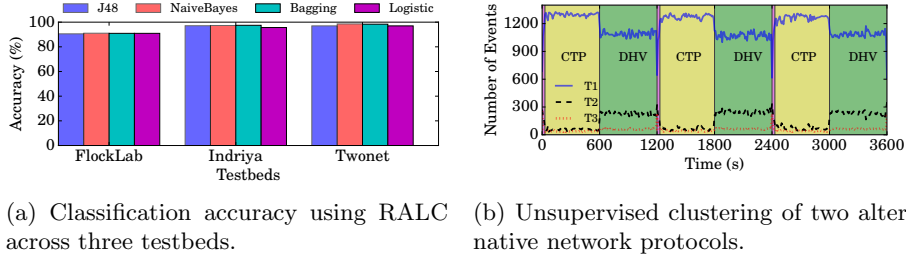 J48 NaiveBayes Bagging Logistic
Accuracy (%)
100
80
60
40
20
0
FlockLab Indriya Twonet
Testbeds
(a) Classification accuracy using RALC
across three testbeds.
Number of Events
1200
900
600
300
0
CTP DHV CTP DHV CTP DHV
T1
T2
T3
0 600 1200 1800 2400 3000 3600
Time (s)
(b) Unsupervised clustering of two alter
native network protocols.